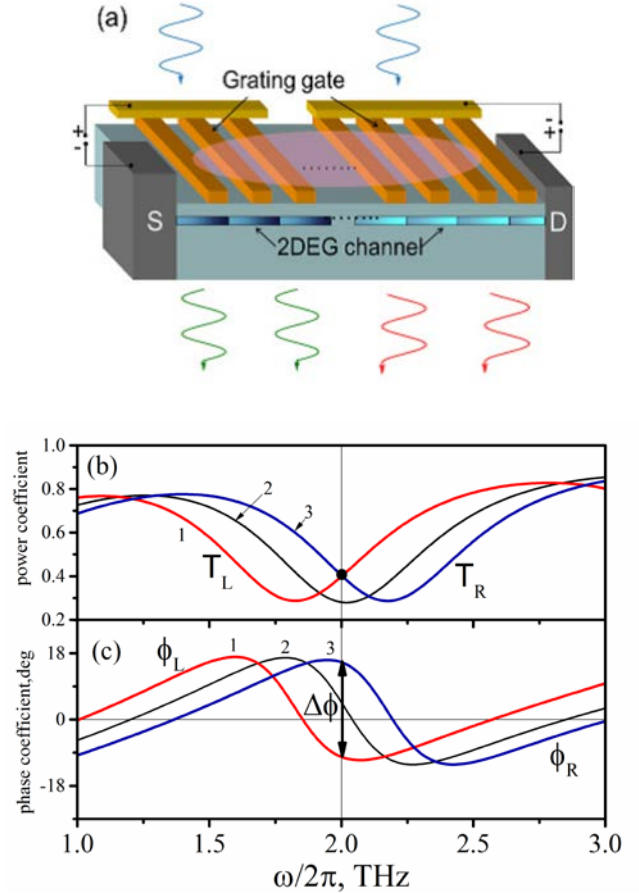 (a)
Grating gate
+
-
-
+
S
D
2DEG channel
(b)
power coefficient
1.0
0.8
0.6
0.4
0.2
1
2
3
T_L
T_R
(c)
phase coefficient,deg
18
0
-18
ϕ_L
1
2
3
Δϕ
ϕ_R
1.0
1.5
2.0
2.5
3.0
ω/2π, THz